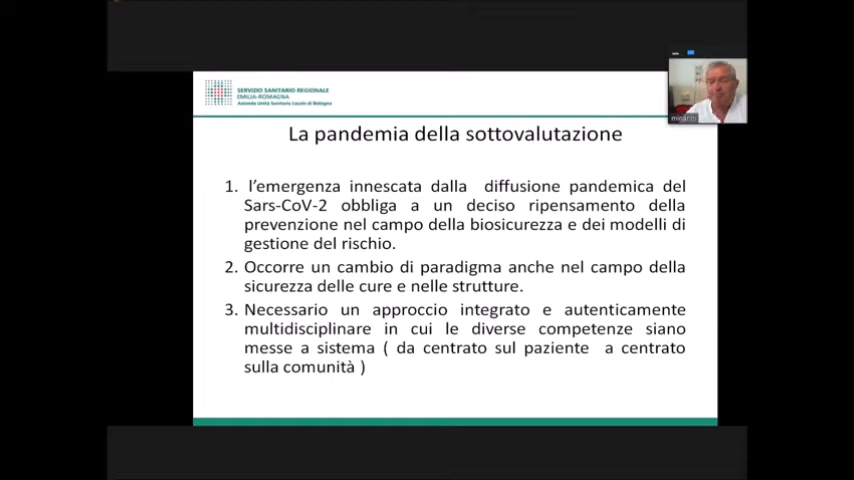 SERVIZIO SANITARIO REGIONALE
EMILIA-ROMAGNA
Azienda Unità Sanitaria Locale di Bologna
La pandemia della sottovalutazione
1. l'emergenza innescata dalla diffusione pandemica del
Sars-CoV-2 obbliga a un deciso ripensamento della
prevenzione nel campo della biosicurezza e dei modelli di
gestione del rischio.
2. Occorre un cambio di paradigma anche nel campo della
sicurezza delle cure e nelle strutture.
3. Necessario un approccio integrato e autenticamente
multidisciplinare in cui le diverse competenze siano
messe a sistema ( da centrato sul paziente a centrato
sulla comunità )